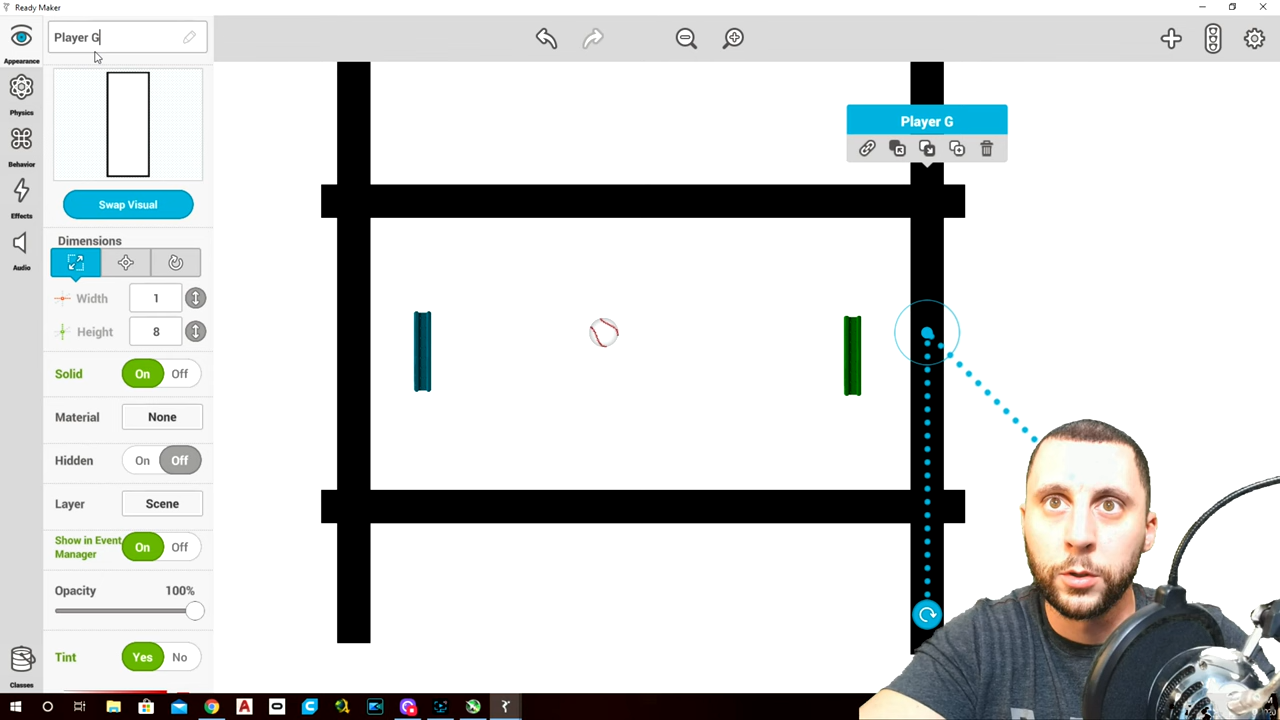 Ready Maker
Appearance
Player G
Physics
Behavior
Effects
Audio
Swap Visual
Dimensions
Width 1
Height 8
Solid On Off
Material None
Hidden On Off
Layer Scene
Show in Event
Manager On Off
Opacity 100%
Tint Yes No
Classes
Player G